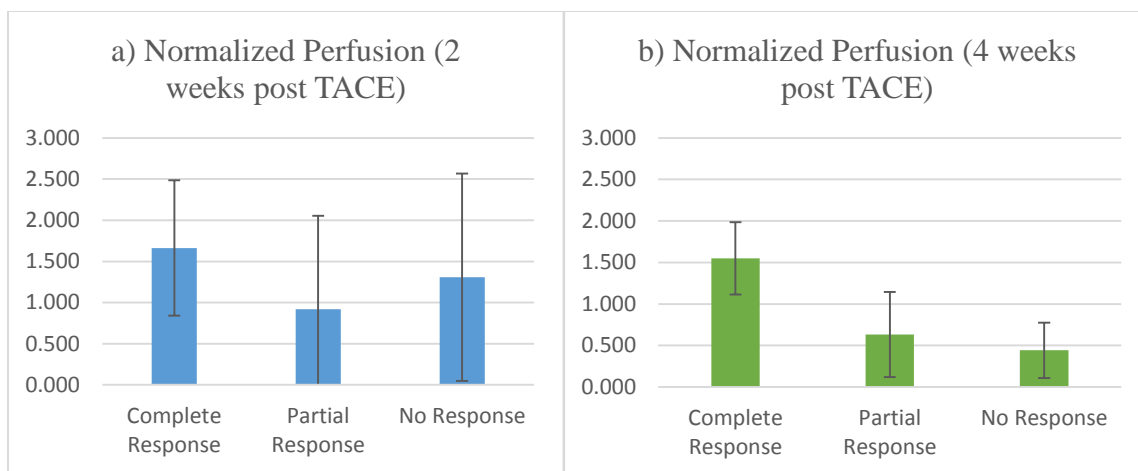 a) Normalized Perfusion (2
weeks post TACE)
3.000
2.500
2.000
1.500
1.000
0.500
0.000
Complete
Response
Partial
Response
No Response
b) Normalized Perfusion (4 weeks
post TACE)
3.000
2.500
2.000
1.500
1.000
0.500
0.000
Complete
Response
Partial
Response
No Response